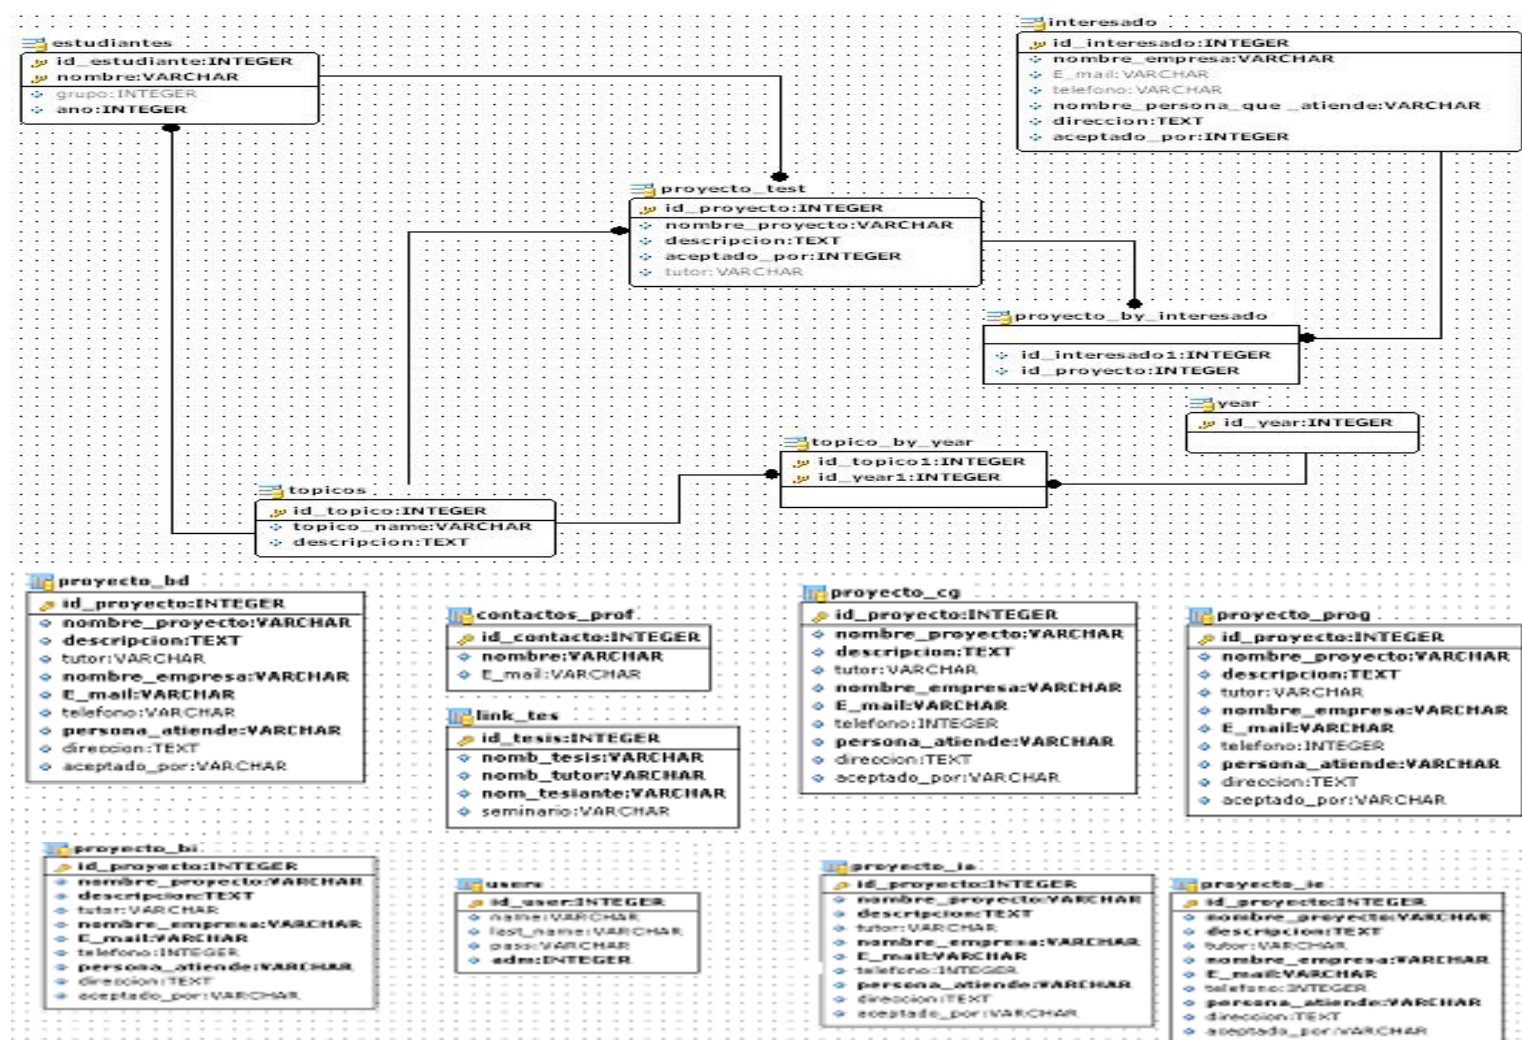 estudiantes
id_estudiante:INTEGER
nombre:VARCHAR
grupo:INTEGER
ano:INTEGER
interesado
id_interesado:INTEGER
nombre_empresa:VARCHAR
E_mail:VARCHAR
telefono:VARCHAR
nombre_persona_que _atiende:VARCHAR
direccion:TEXT
aceptado_por:INTEGER
proyecto_test
id_proyecto:INTEGER
nombre_proyecto:VARCHAR
descripcion:TEXT
aceptado_por:INTEGER
tutor:VARCHAR
proyecto_by_interesado
id_interesado1:INTEGER
id_proyecto:INTEGER
year
id_year:INTEGER
topico_by_year
id_topico1:INTEGER
id_year1:INTEGER
topicos
id_topico:INTEGER
topico_name:VARCHAR
descripcion:TEXT
proyecto_bd
id_proyecto:INTEGER
nombre_proyecto:VARCHAR
descripcion:TEXT
tutor:VARCHAR
nombre_empresa:VARCHAR
E_mail:VARCHAR
telefono:VARCHAR
persona_atiende:VARCHAR
direccion:TEXT
aceptado_por:VARCHAR
contactos_prof
id_contacto:INTEGER
nombre:VARCHAR
E_mail:VARCHAR
link_tes
id_tesis:INTEGER
nomb_tesis:VARCHAR
nomb_tutor:VARCHAR
nom_tesiante:VARCHAR
seminario:VARCHAR
proyecto_cg
id_proyecto:INTEGER
nombre_proyecto:VARCHAR
descripcion:TEXT
tutor:VARCHAR
nombre_empresa:VARCHAR
E_mail:VARCHAR
telefono:INTEGER
persona_atiende:VARCHAR
direccion:TEXT
aceptado_por:VARCHAR
proyecto_prog
id_proyecto:INTEGER
nombre_proyecto:VARCHAR
descripcion:TEXT
tutor:VARCHAR
nombre_empresa:VARCHAR
E_mail:VARCHAR
telefono:INTEGER
persona_atiende:VARCHAR
direccion:TEXT
aceptado_por:VARCHAR
proyecto_bi
id_proyecto:INTEGER
nombre_proyecto:VARCHAR
descripcion:TEXT
tutor:VARCHAR
nombre_empresa:VARCHAR
E_mail:VARCHAR
telefono:INTEGER
persona_atiende:VARCHAR
direccion:TEXT
aceptado_por:VARCHAR
users
id_user:INTEGER
name:VARCHAR
last_name:VARCHAR
pass:VARCHAR
adm:INTEGER
proyecto_ia
id_proyecto:INTEGER
nombre_proyecto:VARCHAR
descripcion:TEXT
tutor:VARCHAR
nombre_empresa:VARCHAR
E_mail:VARCHAR
telefono:INTEGER
persona_atiende:VARCHAR
direccion:TEXT
aceptado_por:VARCHAR
proyecto_ie
id_proyecto:INTEGER
nombre_proyecto:VARCHAR
descripcion:TEXT
tutor:VARCHAR
nombre_empresa:VARCHAR
E_mail:VARCHAR
telefono:INTEGER
persona_atiende:VARCHAR
direccion:TEXT
aceptado_por:VARCHAR